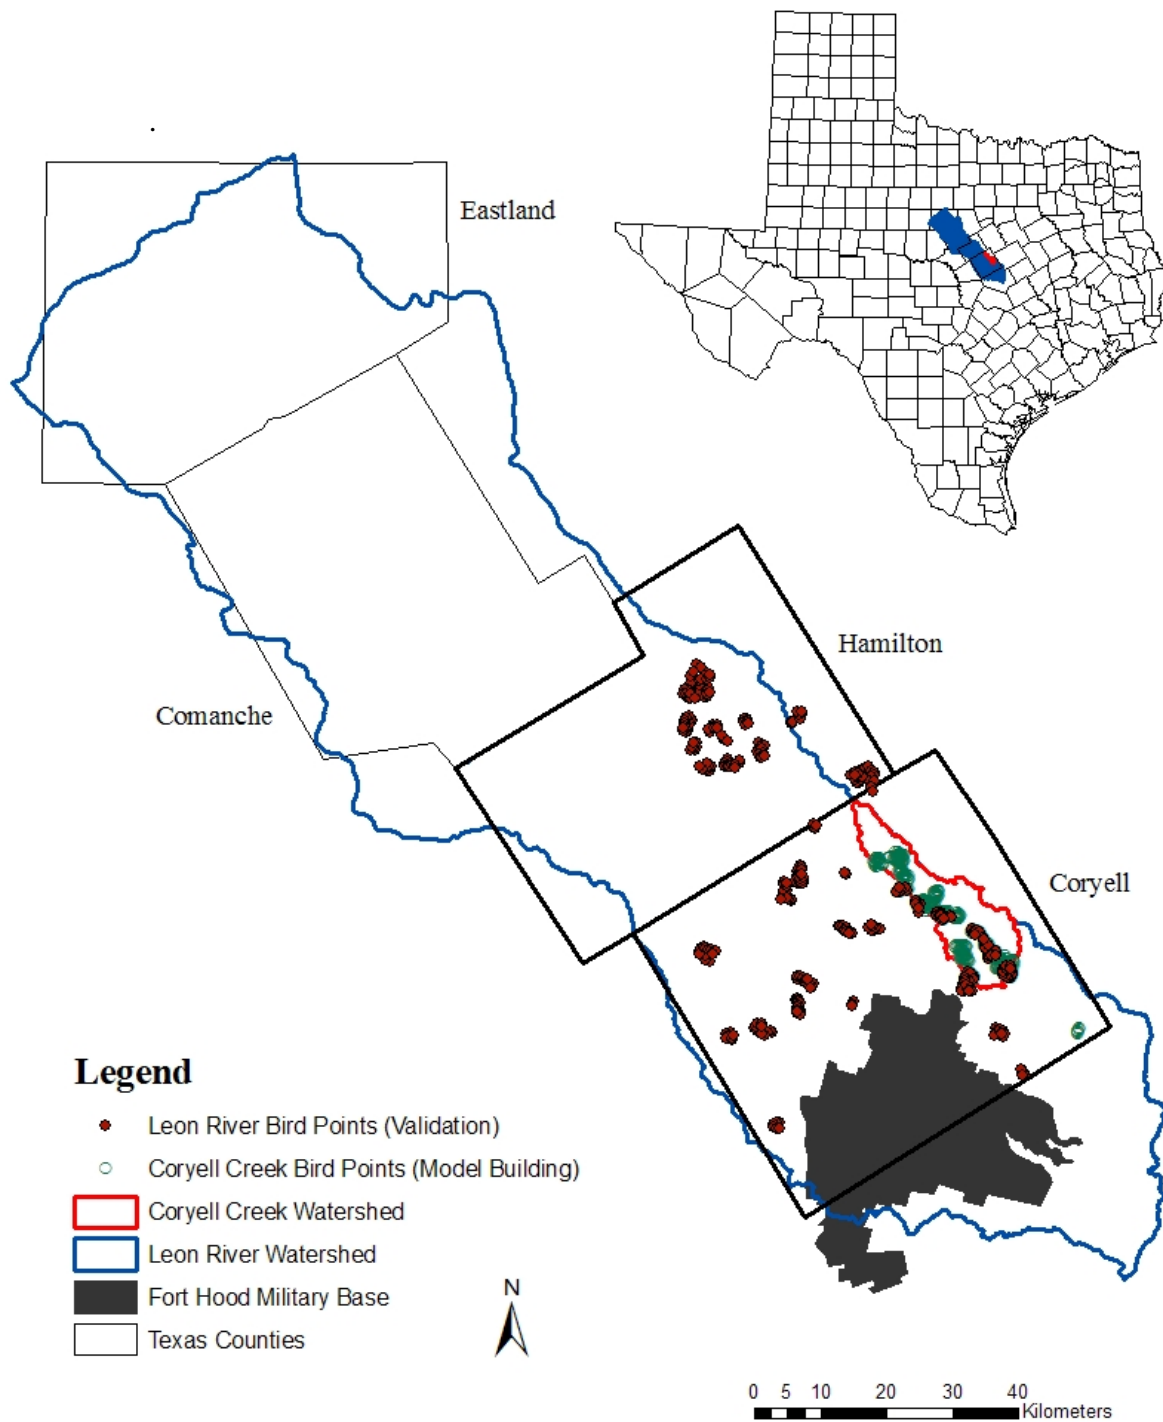 Eastland
Hamilton
Comanche
Coryell
Legend
Leon River Bird Points (Validation)
Coryell Creek Bird Points (Model Building)
Coryell Creek Watershed
Leon River Watershed
Fort Hood Military Base
Texas Counties
N
0 5 10 20 30 40
Kilometers